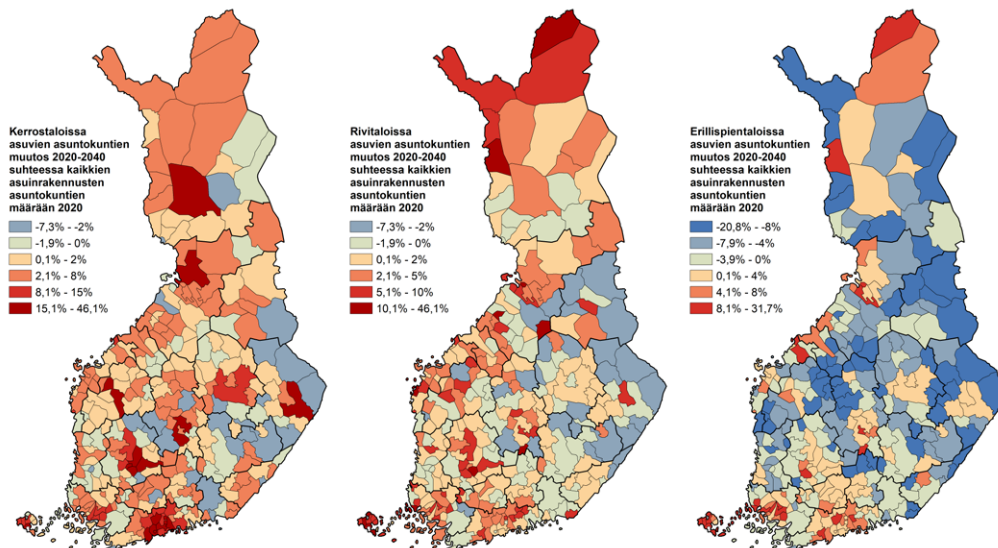 Kerrostaloissa
asuvien asuntokuntien
muutos 2020-2040
suhteessa kaikkien
asuinrakennusten
asuntokuntien
määrään 2020
-7,3% - -2%
-1,9% - 0%
0,1% - 2%
2,1% - 8%
8,1% - 15%
15,1% - 46,1%
Rivitaloissa
asuvien asuntokuntien
muutos 2020-2040
suhteessa kaikkien
asuinrakennusten
asuntokuntien
määrään 2020
-7,3% - -2%
-1,9% - 0%
0,1% - 2%
2,1% - 5%
5,1% - 10%
10,1% - 46,1%
Erillispientaloissa
asuvien asuntokuntien
muutos 2020-2040
suhteessa kaikkien
asuinrakennusten
asuntokuntien
määrään 2020
-20,8% - -8%
-7,9% - -4%
-3,9% - 0%
0,1% - 4%
4,1% - 8%
8,1% - 31,7%